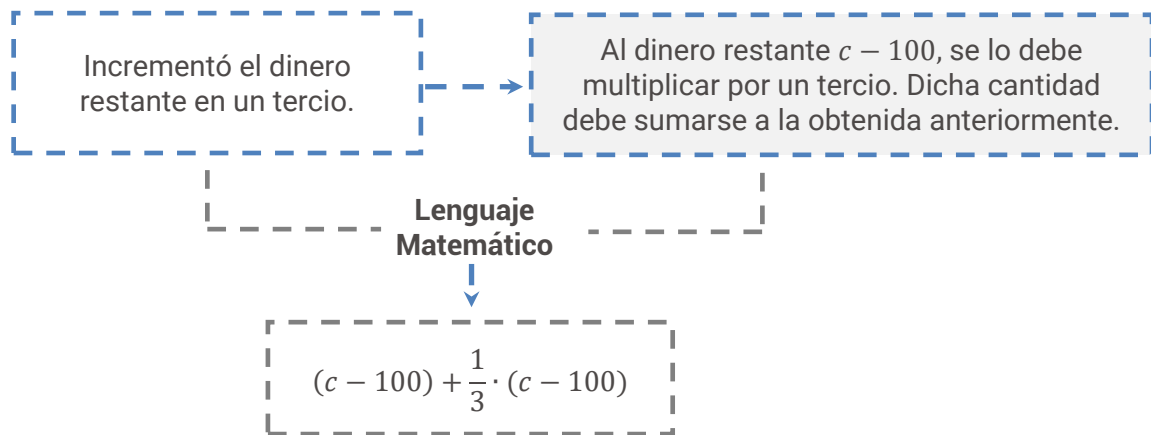 Incrementó el dinero
restante en un tercio.
Al dinero restante c − 100, se lo debe
multiplicar por un tercio. Dicha cantidad
debe sumarse a la obtenida anteriormente.
Lenguaje
Matemático
(c − 100) + 1/3 · (c − 100)